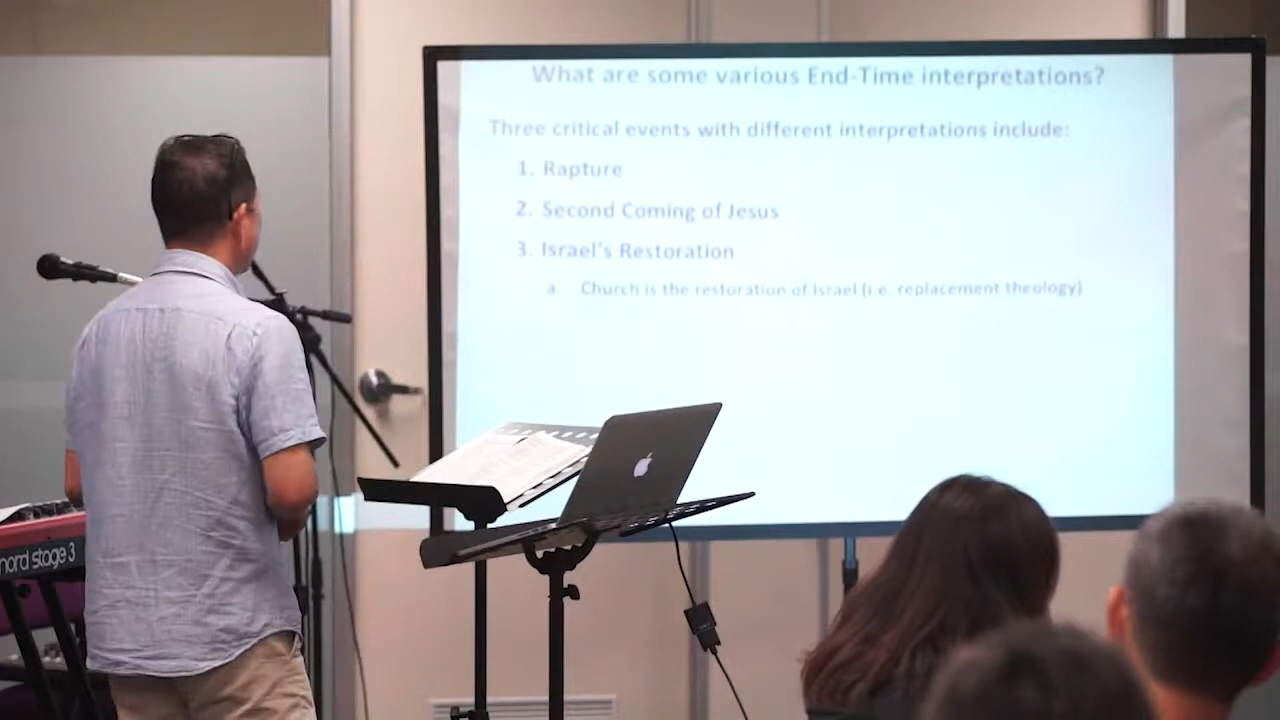 What are some various End-Time interpretations?
Three critical events with different interpretations include:
1. Rapture
2. Second Coming of Jesus
3. Israel's Restoration
a. Church is the restoration of Israel (i.e. replacement theology)
nord stage 3